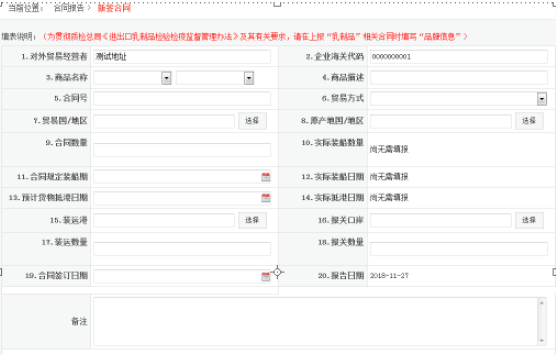 当前位置： 合同报告 > 新签合同
填表说明：（为贯彻质检总局《进出口乳制品检验检疫监督管理办法》及其有关要求，请在上报“乳制品”相关合同时填写“品牌信息”）
1.对外贸易经营者 测试地址 2.企业海关代码 0000000001
3.商品名称 4.商品描述
5.合同号 6.贸易方式
7.贸易国/地区 选择 8.原产地国/地区 选择
9.合同数量 10.实际装船数量 尚无需填报
11.合同规定装船期 12.实际装船日期 尚无需填报
13.预计货物抵港日期 14.实际抵港日期 尚无需填报
15.装运港 选择 16.报关口岸 选择
17.装运数量 18.报关数量
19.合同签订日期 20.报告日期 2018-11-27
备注